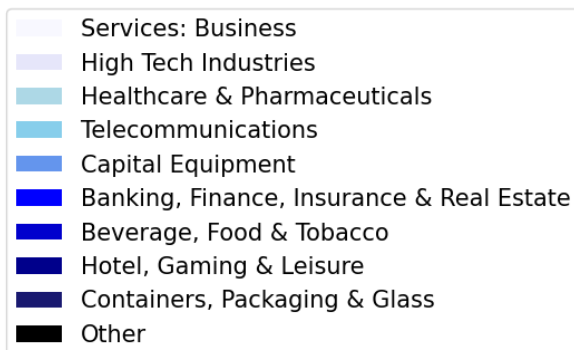 Services: Business
High Tech Industries
Healthcare & Pharmaceuticals
Telecommunications
Capital Equipment
Banking, Finance, Insurance & Real Estate
Beverage, Food & Tobacco
Hotel, Gaming & Leisure
Containers, Packaging & Glass
Other